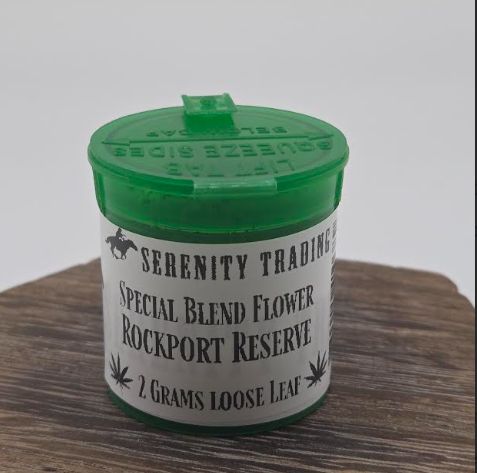 LIFT TAB
SQUEEZE SIDES
SERENITY TRADING
SPECIAL BLEND FLOWER
ROCKPORT RESERVE
2 GRAMS LOOSE LEAF